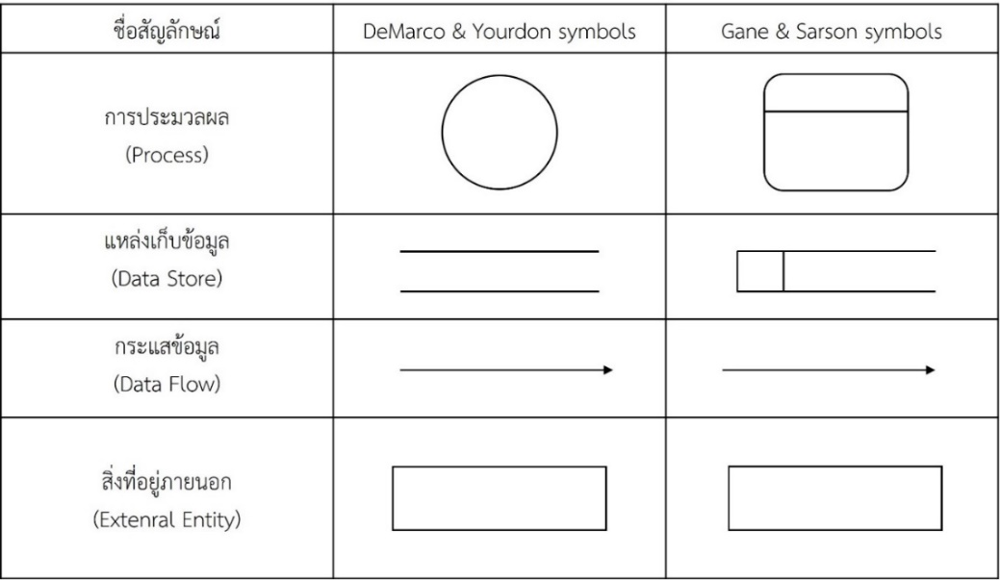 ชื่อสัญลักษณ์ DeMarco & Yourdon symbols Gane & Sarson symbols
การประมวลผล
(Process)
แหล่งเก็บข้อมูล
(Data Store)
กระแสข้อมูล
(Data Flow)
สิ่งที่อยู่ภายนอก
(Extenral Entity)